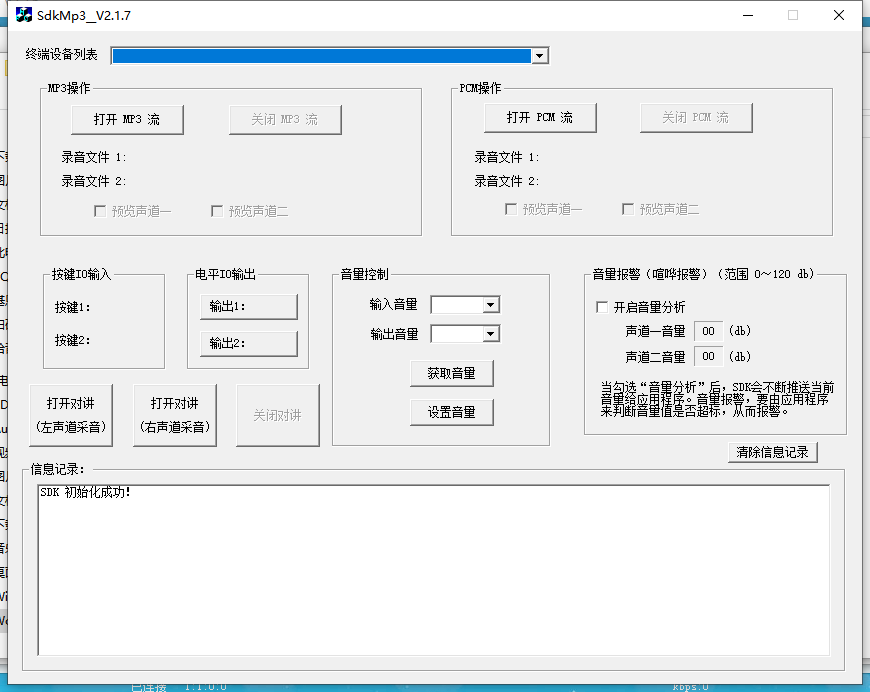 SdkMp3__V2.1.7
终端设备列表
MP3操作
打开 MP3 流
关闭 MP3 流
录音文件 1:
录音文件 2:
预览声道一
预览声道二
PCM操作
打开 PCM 流
关闭 PCM 流
录音文件 1:
录音文件 2:
预览声道一
预览声道二
按键IO输入
按键1:
按键2:
电平IO输出
输出1:
输出2:
音量控制
输入音量
输出音量
获取音量
设置音量
音量报警（喧哗报警）（范围 0～120 db）
开启音量分析
声道一音量 00 (db)
声道二音量 00 (db)
当勾选“音量分析”后，SDK会不断推送当前
音量给应用程序。音量报警，要由应用程序
来判断音量值是否超标，从而报警。
打开对讲
(左声道采音)
打开对讲
(右声道采音)
关闭对讲
清除信息记录
信息记录:
SDK 初始化成功!
已连接 1.1.0.0
kbps.0